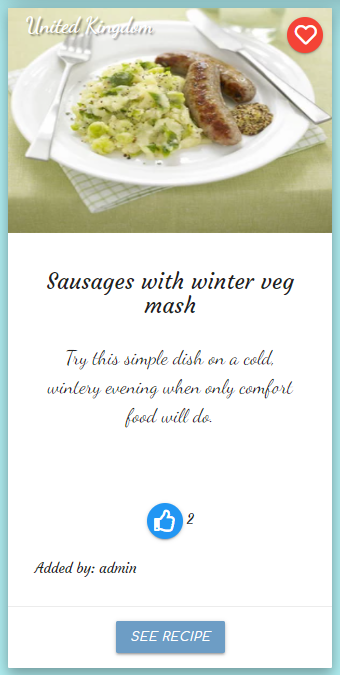 United Kingdom
Sausages with winter veg
mash
Try this simple dish on a cold,
wintery evening when only comfort
food will do.
2
Added by: admin
SEE RECIPE